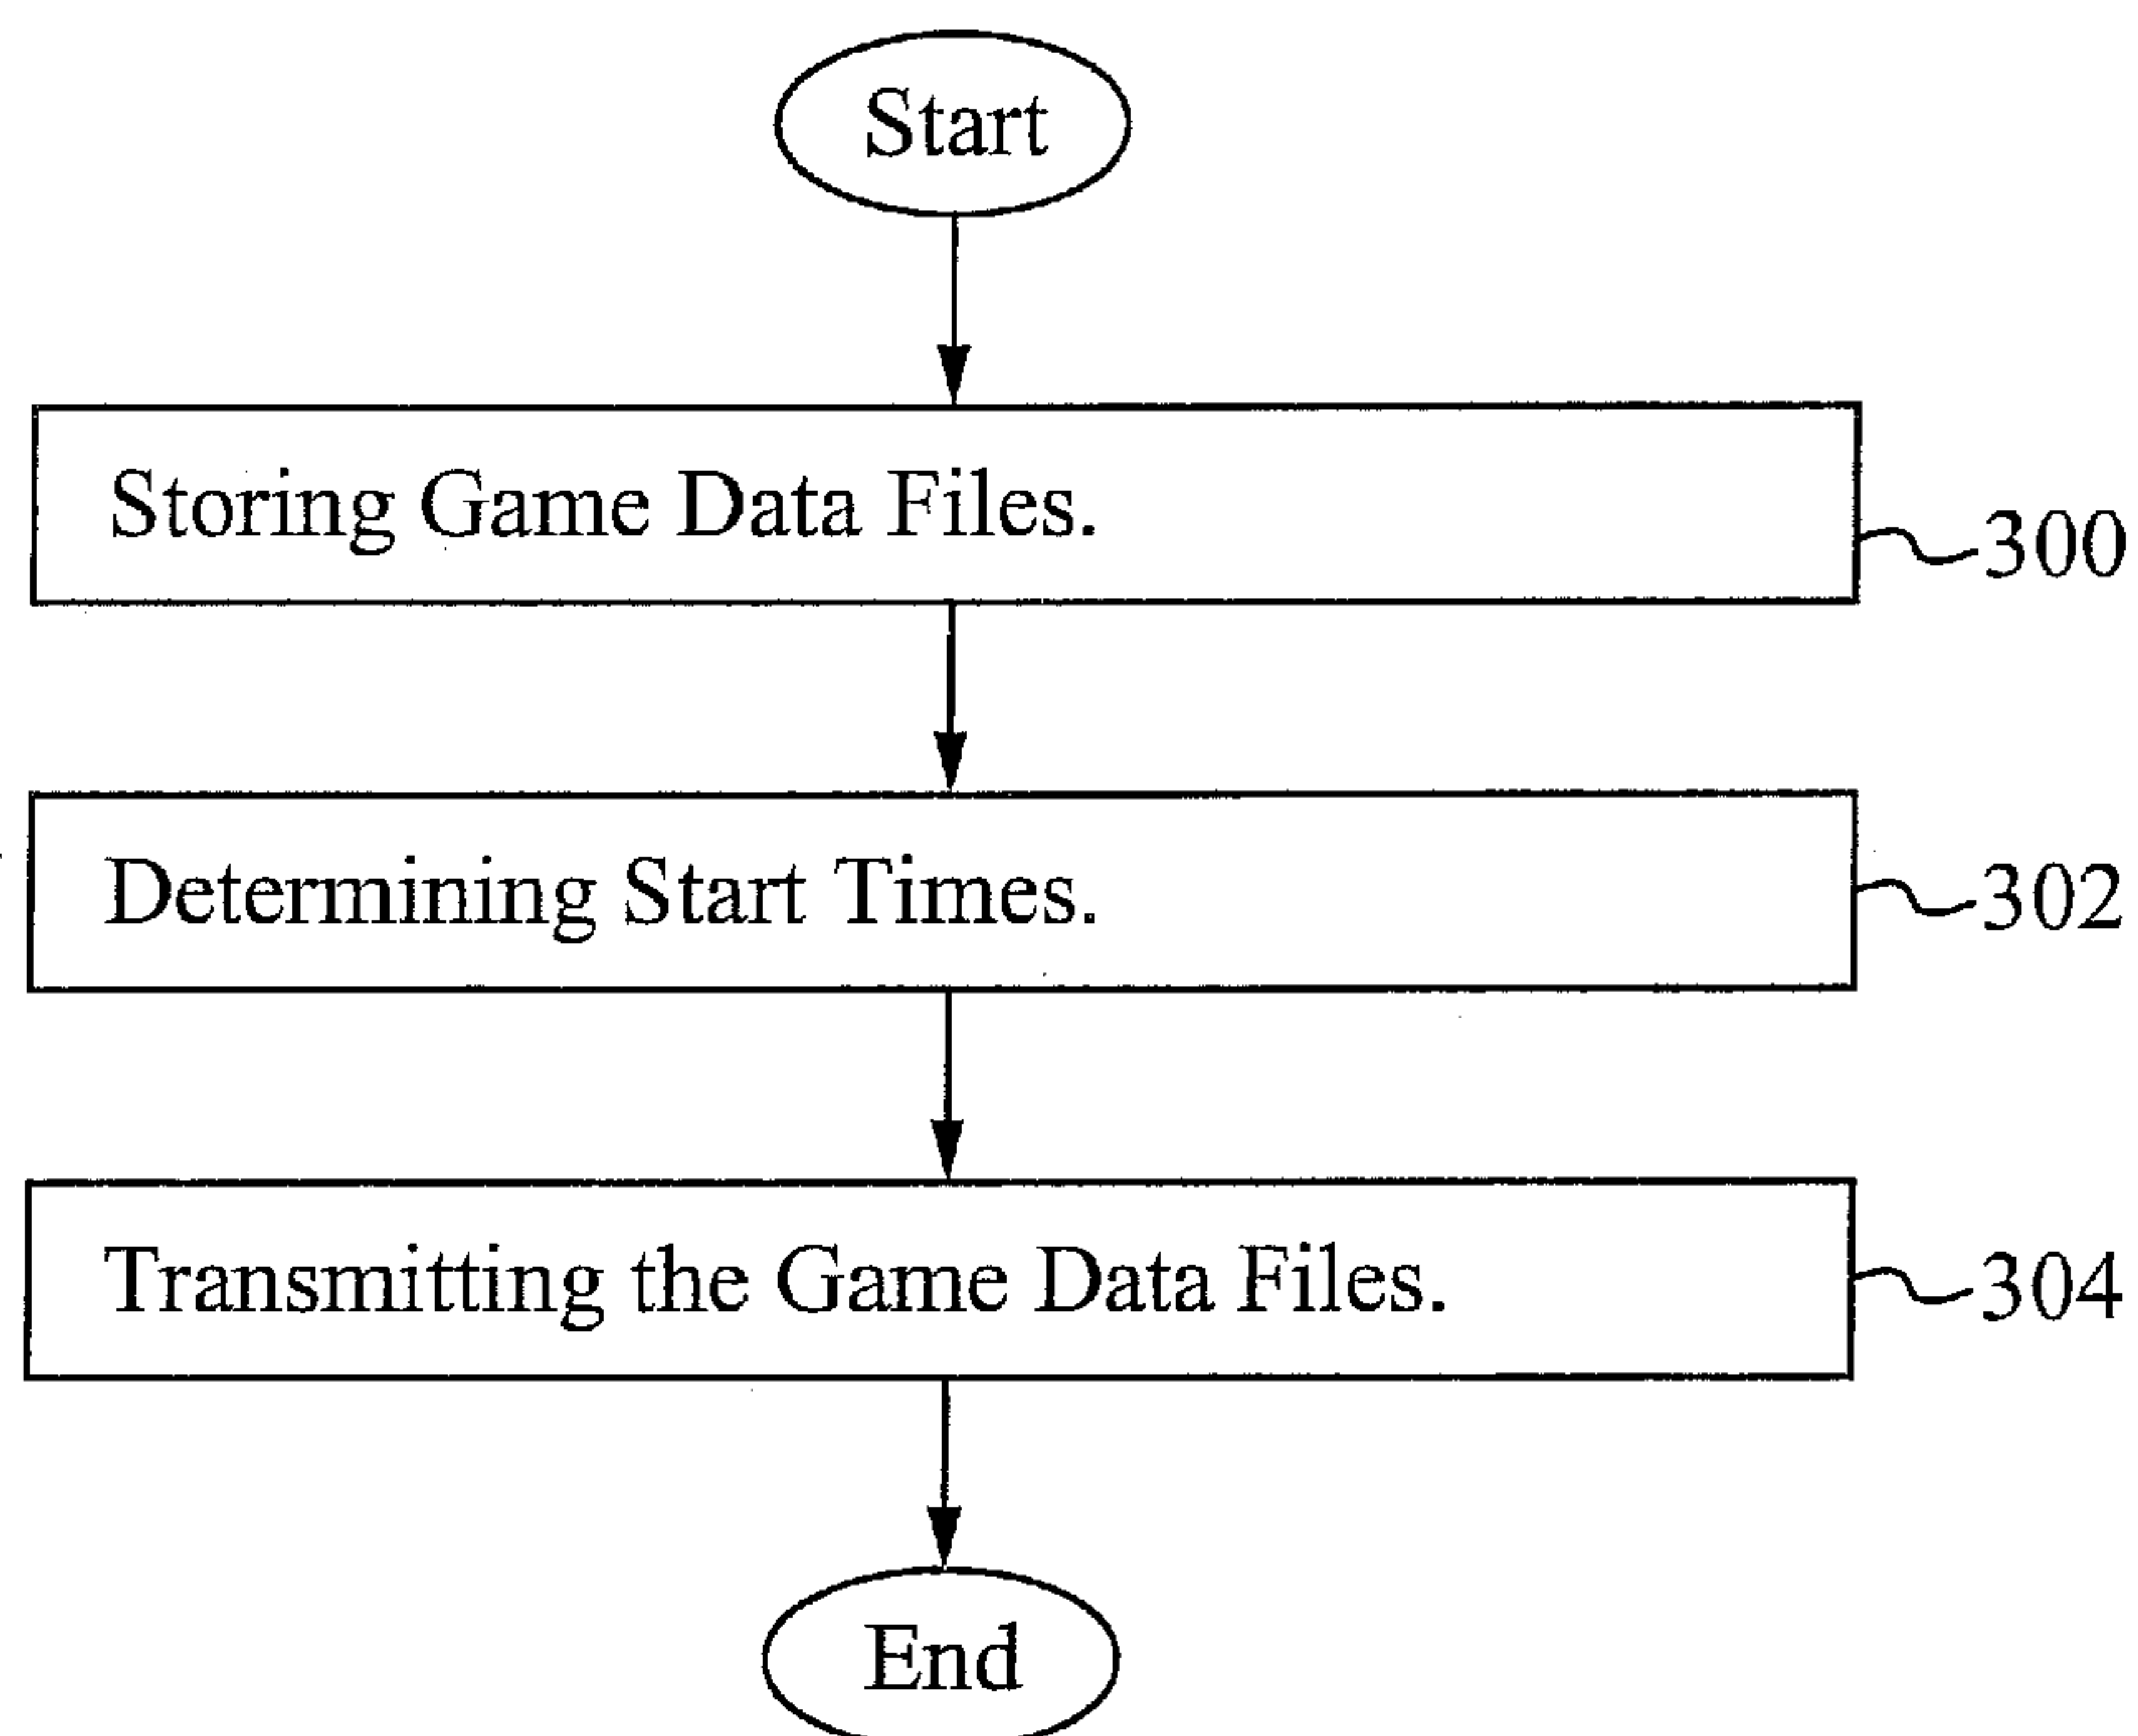 Start
Storing Game Data Files.
300
Determining Start Times.
302
Transmitting the Game Data Files.
304
End